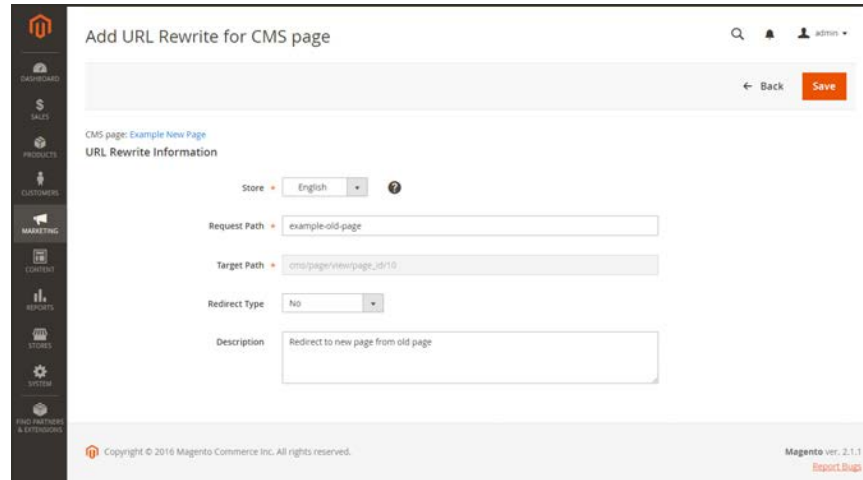 Add URL Rewrite for CMS page
admin
Back
Save
DASHBOARD
SALES
PRODUCTS
CUSTOMERS
MARKETING
CONTENT
REPORTS
STORES
SYSTEM
FIND PARTNERS
& EXTENSIONS
CMS page: Example New Page
URL Rewrite Information
Store * English
?
Request Path * example-old-page
Target Path * cms/page/view/page_id/10
Redirect Type No
Description Redirect to new page from old page
Copyright © 2016 Magento Commerce Inc. All rights reserved.
Magento ver. 2.1.1
Report Bugs